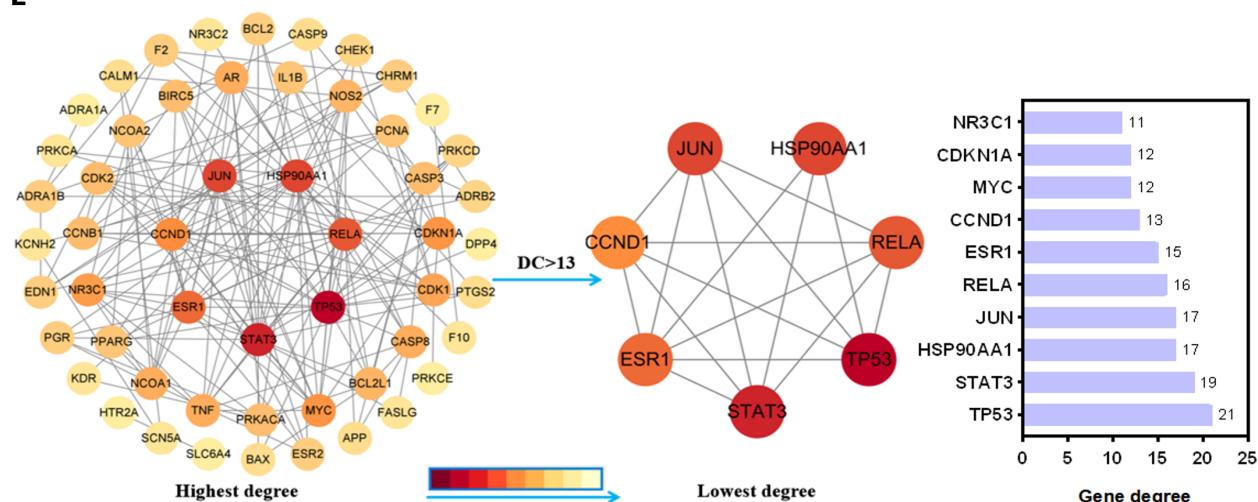 NR3C2
BCL2
CASP9
F2
CHEK1
CALM1
AR
IL1B
CHRM1
BIRC5
NOS2
ADRA1A
F7
NCOA2
PCNA
PRKCA
PRKCD
JUN
HSP90AA1
CDK2
CASP3
ADRA1B
ADRB2
KCNH2
CCNB1
CCND1
RELA
CDKN1A
DPP4
EDN1
NR3C1
ESR1
TP53
CDK1
PTGS2
PGR
PPARG
STAT3
CASP8
F10
KDR
NCOA1
BCL2L1
PRKCE
HTR2A
TNF
PRKACA
MYC
FASLG
SCN5A
APP
SLC6A4
BAX
ESR2
Highest degree
DC>13
JUN
HSP90AA1
CCND1
RELA
ESR1
TP53
STAT3
Lowest degree
NR3C1 11
CDKN1A 12
MYC 12
CCND1 13
ESR1 15
RELA 16
JUN 17
HSP90AA1 17
STAT3 19
TP53 21
0 5 10 15 20 25
Gene degree